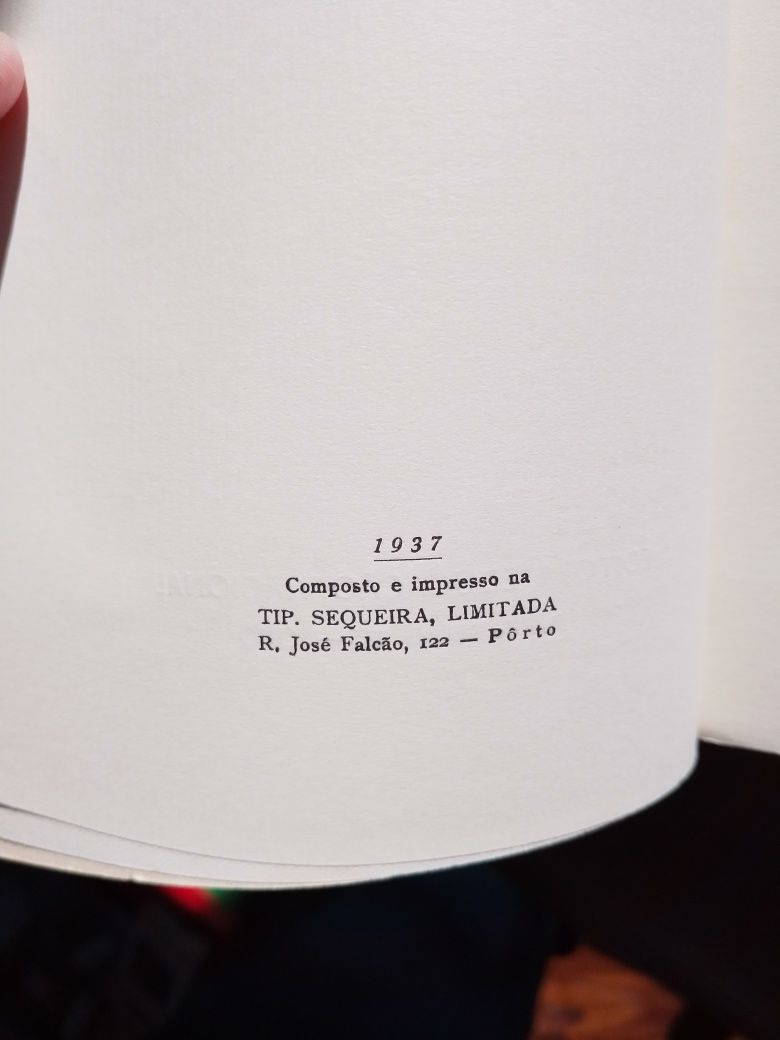 1937
Composto e impresso na
TIP. SEQUEIRA, LIMITADA
R. José Falcão, 122 — Pôrto